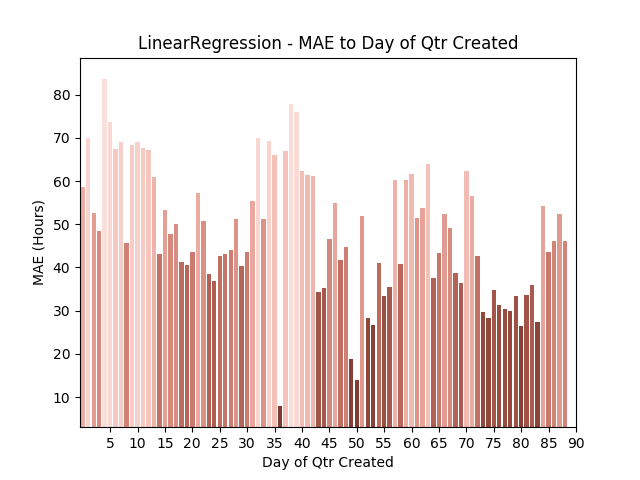 LinearRegression - MAE to Day of Qtr Created
MAE (Hours)
80
70
60
50
40
30
20
10
5 10 15 20 25 30 35 40 45 50 55 60 65 70 75 80 85 90
Day of Qtr Created